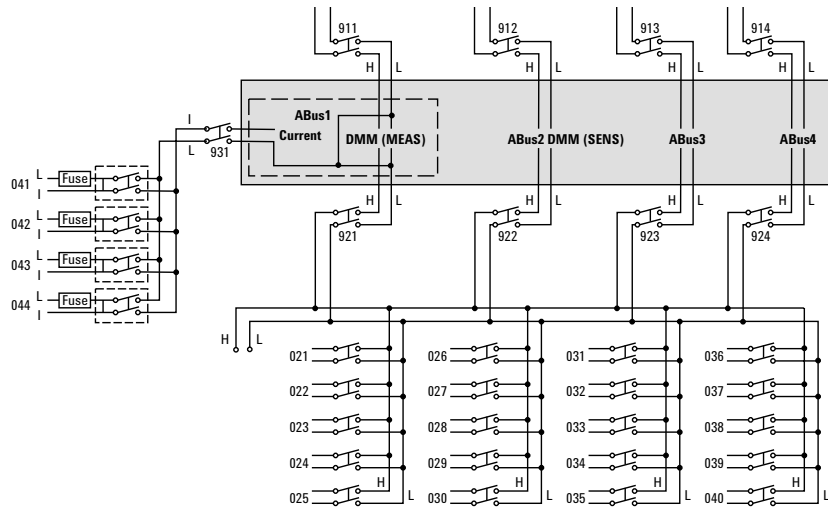 911 912 913 914
H L H L H L H L
ABus1
Current DMM (MEAS) ABus2 DMM (SENS) ABus3 ABus4
I
L 931
041 L Fuse
I
042 L Fuse
I
043 L Fuse
I
044 L Fuse
I
H L H L H L H L
921 922 923 924
H L
021 026 031 036
022 027 032 037
023 028 033 038
024 029 034 039
H H H H
025 L 030 L 035 L 040 L